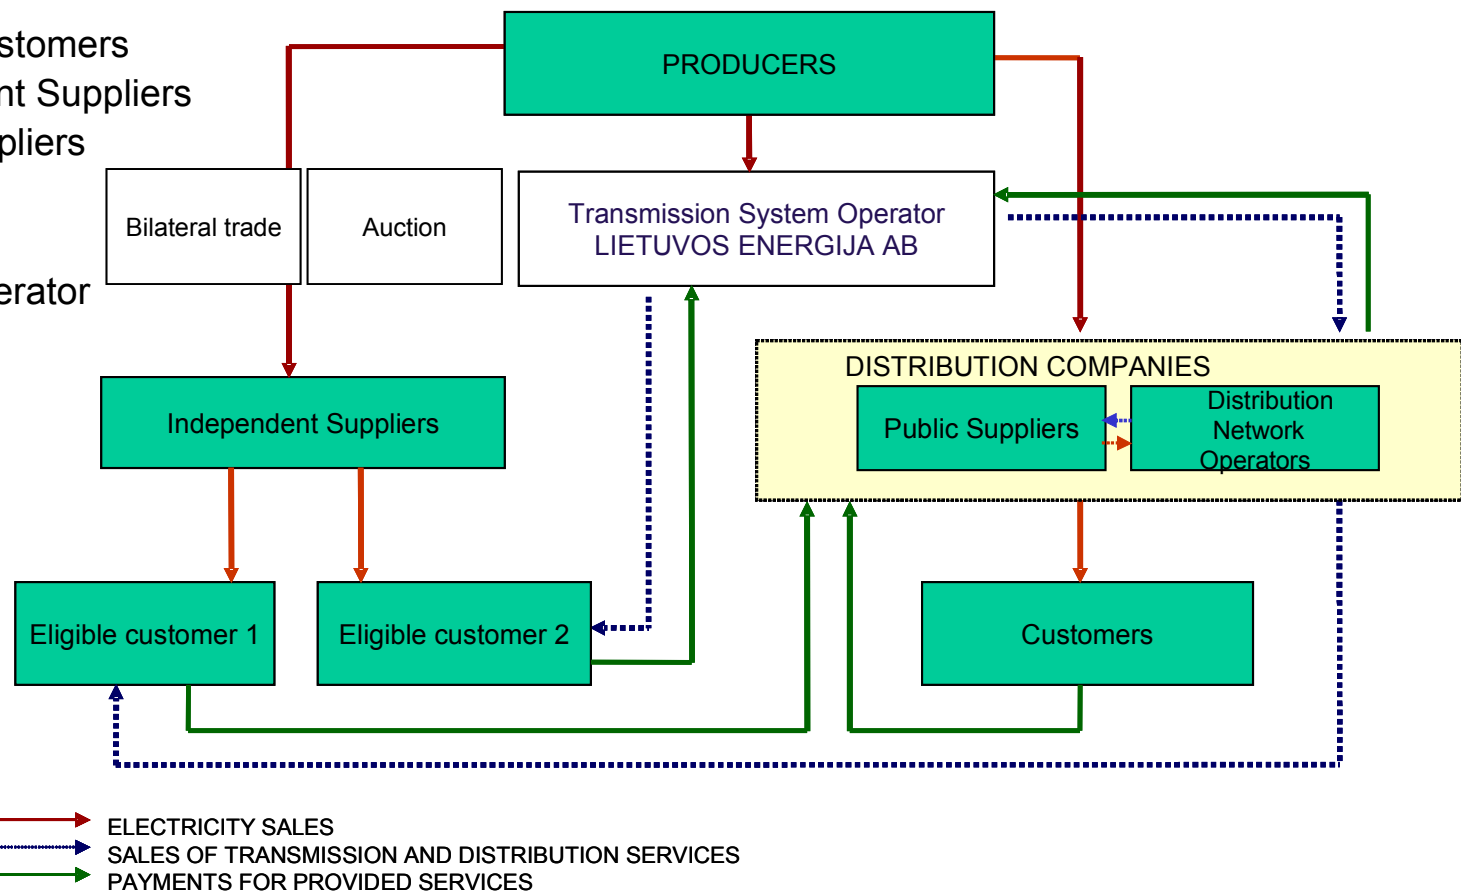 stomers
nt Suppliers
pliers
erator
PRODUCERS
Bilateral trade
Auction
Transmission System Operator
LIETUVOS ENERGIJA AB
Independent Suppliers
DISTRIBUTION COMPANIES
Public Suppliers
Distribution
Network
Operators
Eligible customer 1
Eligible customer 2
Customers
ELECTRICITY SALES
SALES OF TRANSMISSION AND DISTRIBUTION SERVICES
PAYMENTS FOR PROVIDED SERVICES